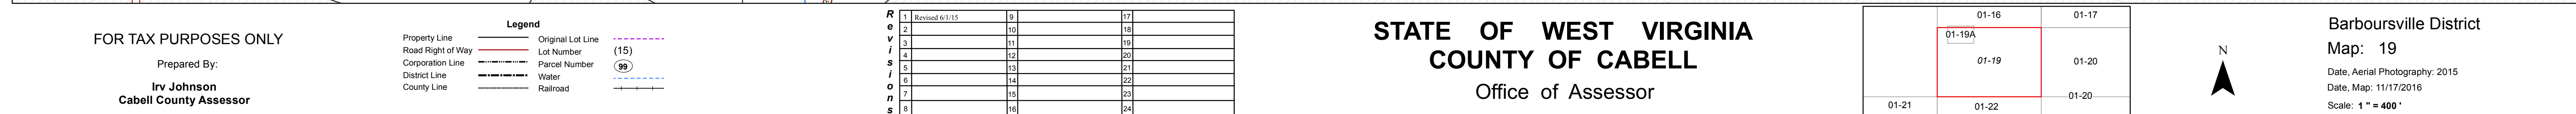 FOR TAX PURPOSES ONLY
Prepared By:
Irv Johnson
Cabell County Assessor
Legend
Property Line
Road Right of Way
Corporation Line
District Line
County Line
Original Lot Line
Lot Number (15)
Parcel Number 99
Water
Railroad
Revisions
1 Revised 6/1/15 9 17
2 10 18
3 11 19
4 12 20
5 13 21
6 14 22
7 15 23
8 16 24
STATE OF WEST VIRGINIA
COUNTY OF CABELL
Office of Assessor
01-16 01-17
01-19A
01-19 01-20
01-20
01-21 01-22
N
Barboursville District
Map: 19
Date, Aerial Photography: 2015
Date, Map: 11/17/2016
Scale: 1 " = 400 '